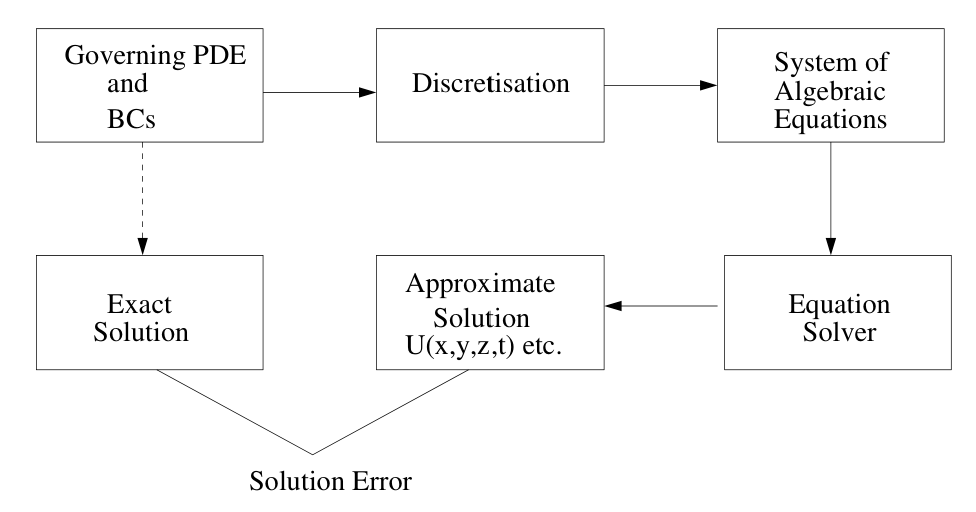 Governing PDE
and
BCs
Discretisation
System of
Algebraic
Equations
Exact
Solution
Approximate
Solution
U(x,y,z,t) etc.
Equation
Solver
Solution Error